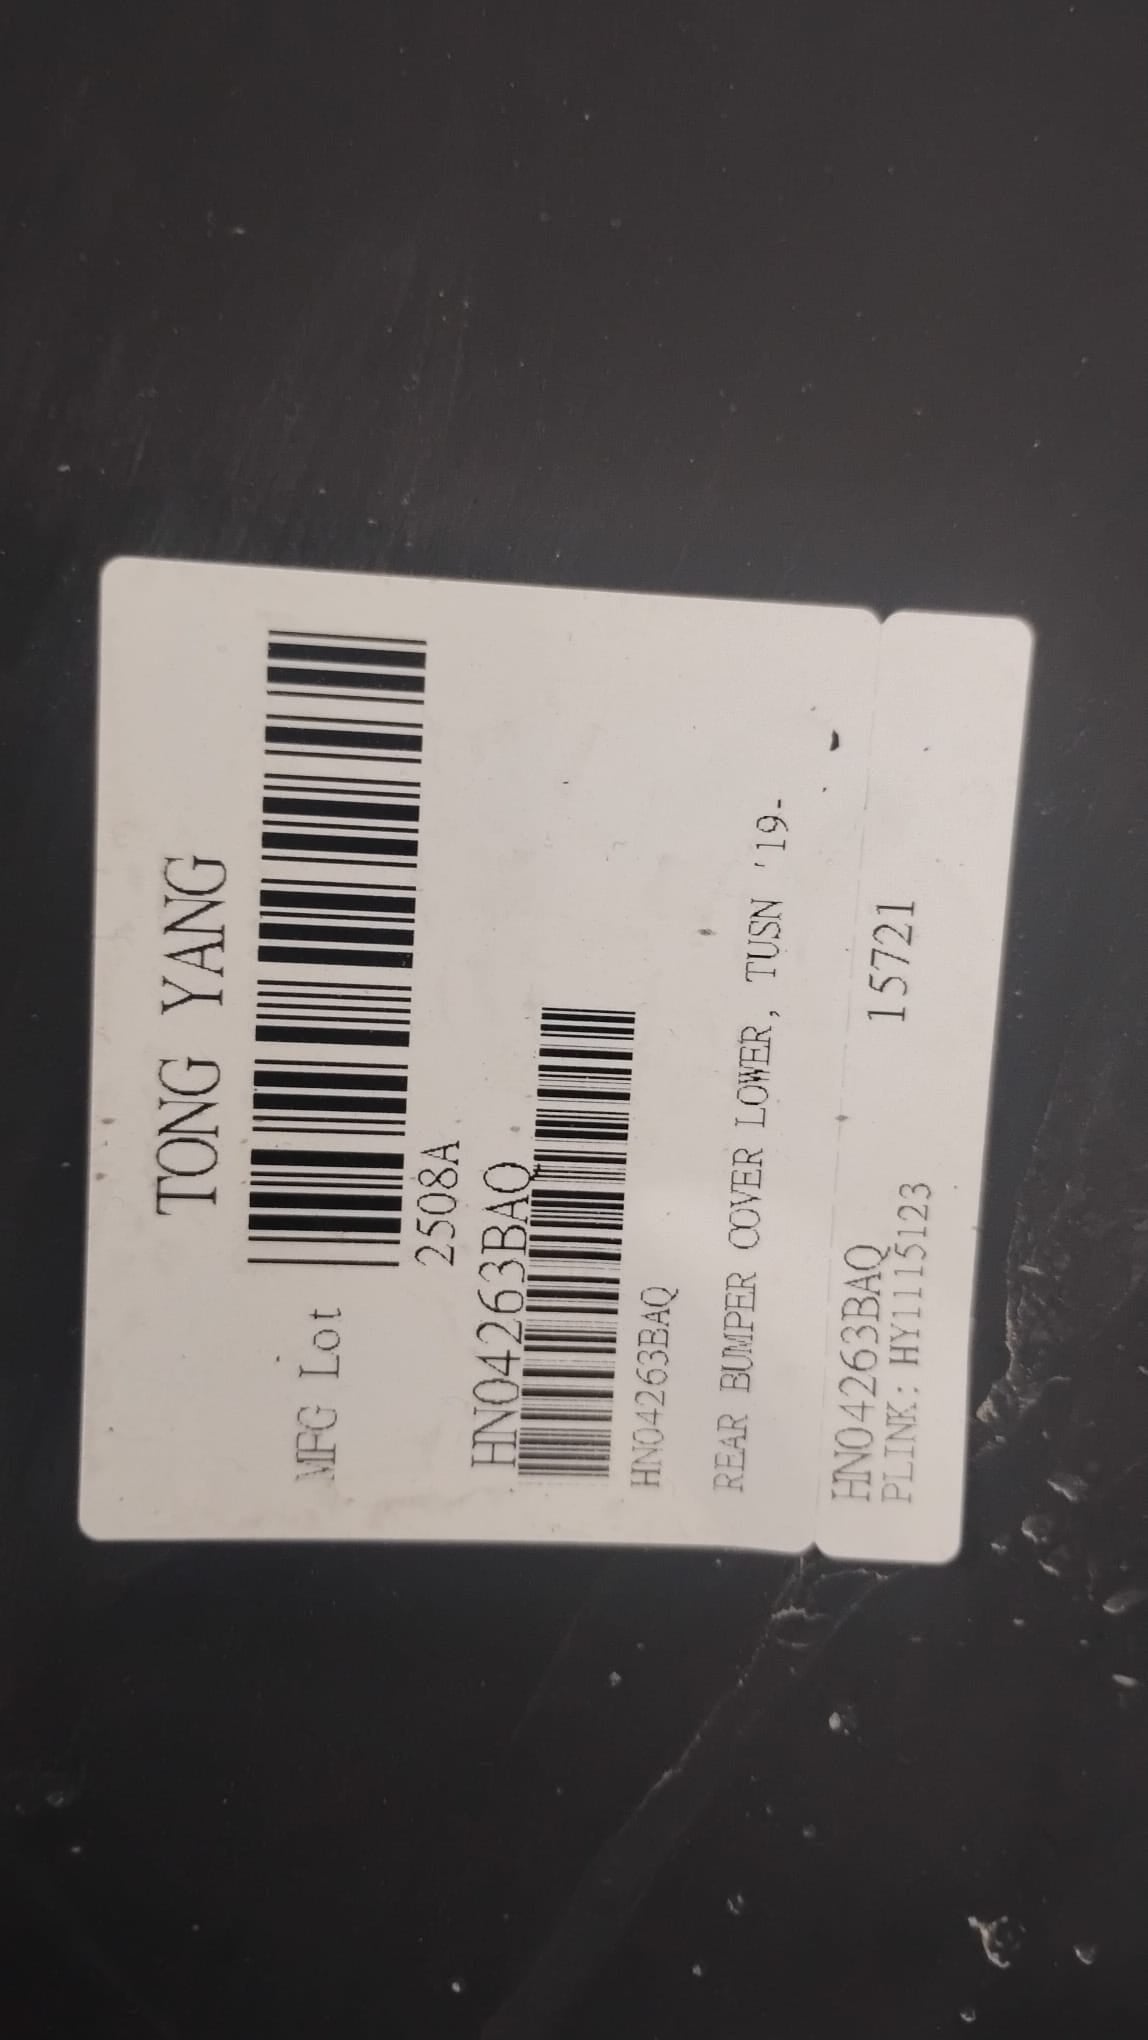 TONG YANG
MFG Lot
2508A
HN04263BAQ
HN04263BAQ
REAR BUMPER COVER LOWER, TUSN '19-
HN04263BAQ 15721
PLINK: HY1115123